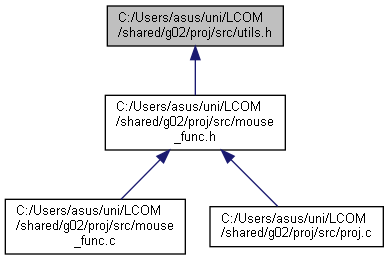 C:/Users/asus/uni/LCOM
/shared/g02/proj/src/utils.h
C:/Users/asus/uni/LCOM
/shared/g02/proj/src/mouse
_func.h
C:/Users/asus/uni/LCOM
/shared/g02/proj/src/mouse
_func.c
C:/Users/asus/uni/LCOM
/shared/g02/proj/src/proj.c